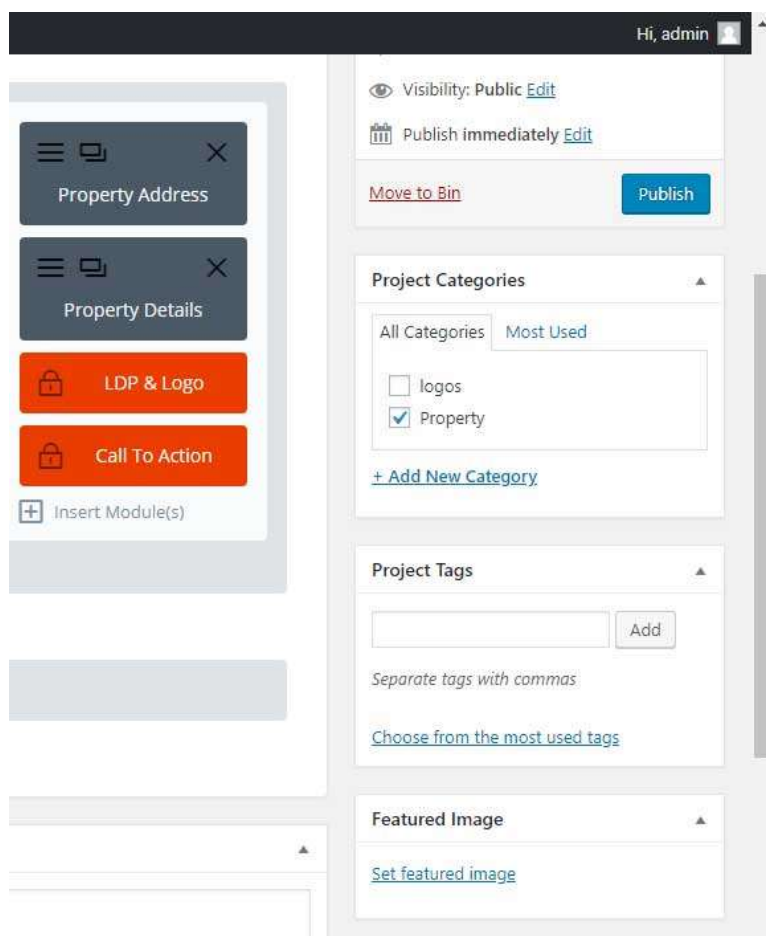 Hi, admin
Visibility: Public Edit
Publish immediately Edit
Move to Bin
Publish
Property Address
Property Details
LDP & Logo
Call To Action
Insert Module(s)
Project Categories
All Categories
Most Used
logos
Property
+ Add New Category
Project Tags
Add
Separate tags with commas
Choose from the most used tags
Featured Image
Set featured image